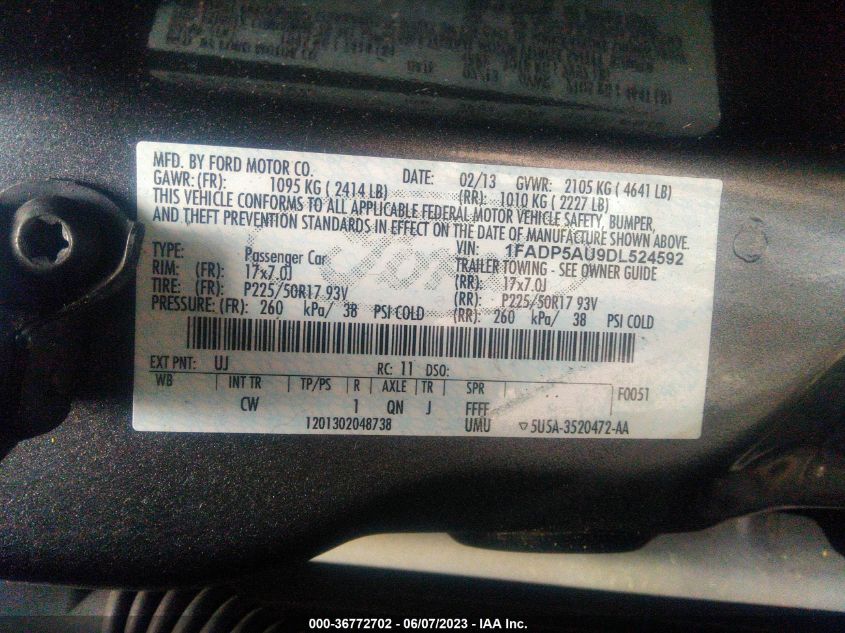 MFD. BY FORD MOTOR CO. DATE: 02/13 GVWR: 2105 KG ( 4641 LB)
GAWR: (FR) 1095 KG ( 2414 LB) (RR) 1010 KG ( 2227 LB)
THIS VEHICLE CONFORMS TO ALL APPLICABLE FEDERAL MOTOR VEHICLE SAFETY, BUMPER,
AND THEFT PREVENTION STANDARDS IN EFFECT ON THE DATE OF MANUFACTURE SHOWN ABOVE.
VIN: 1FADP5AU9DL524592
TYPE: Passenger Car TRAILER TOWING - SEE OWNER GUIDE
RIM: (FR) 17x7.0J (RR): 17x7.0J
TIRE: (FR) P225/50R17 93V (RR): P225/50R17 93V
PRESSURE: (FR) 260 kPa/ 38 PSI COLD (RR): 260 kPa/ 38 PSI COLD
EXT PNT: UJ RC: 11 DSO:
WB INT TR TP/PS R AXLE TR SPR F0051
CW 1 QN J FFFF
1201302048738 UMU ▽5U5A-3520472-AA
000-36772702 - 06/07/2023 - IAA Inc.